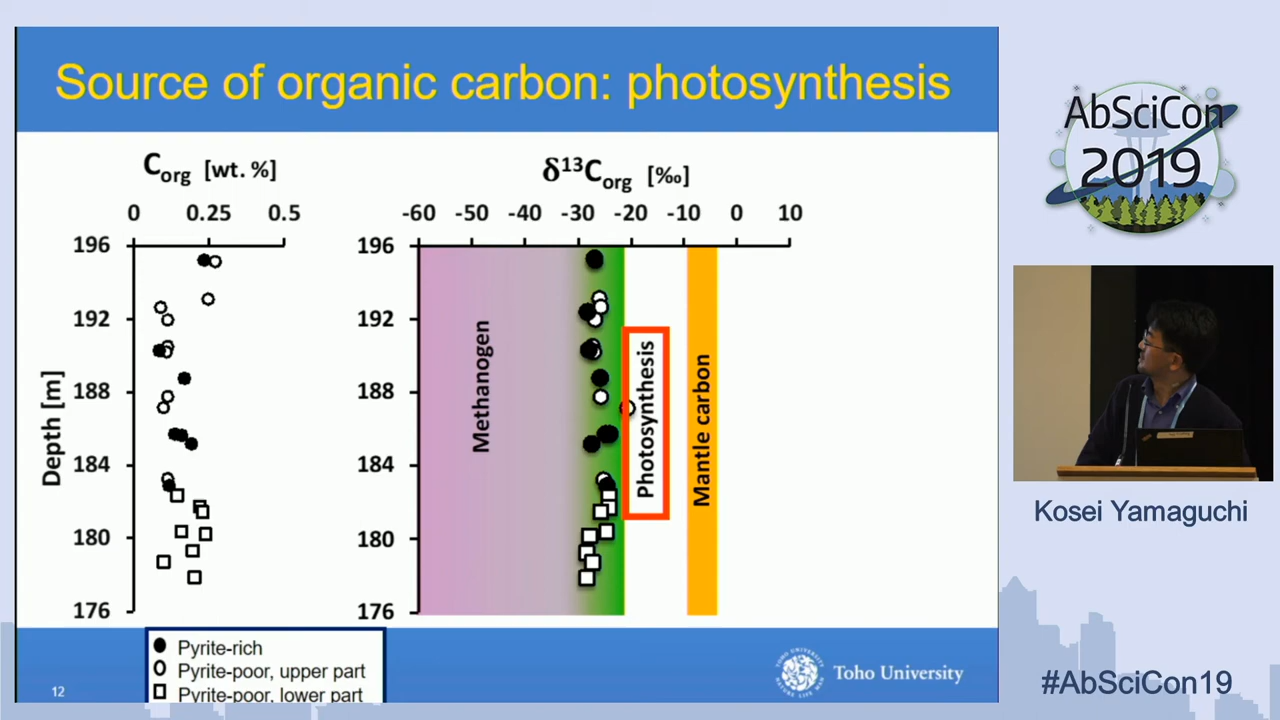 Source of organic carbon: photosynthesis
Corg [wt. %]
0 0.25 0.5
196
192
188
184
180
176
Depth [m]
δ¹³Corg [‰]
-60 -50 -40 -30 -20 -10 0 10
196
192
188
184
180
176
Methanogen
Photosynthesis
Mantle carbon
Pyrite-rich
Pyrite-poor, upper part
Pyrite-poor, lower part
12
Toho University
AbSciCon
2019
Kosei Yamaguchi
#AbSciCon19